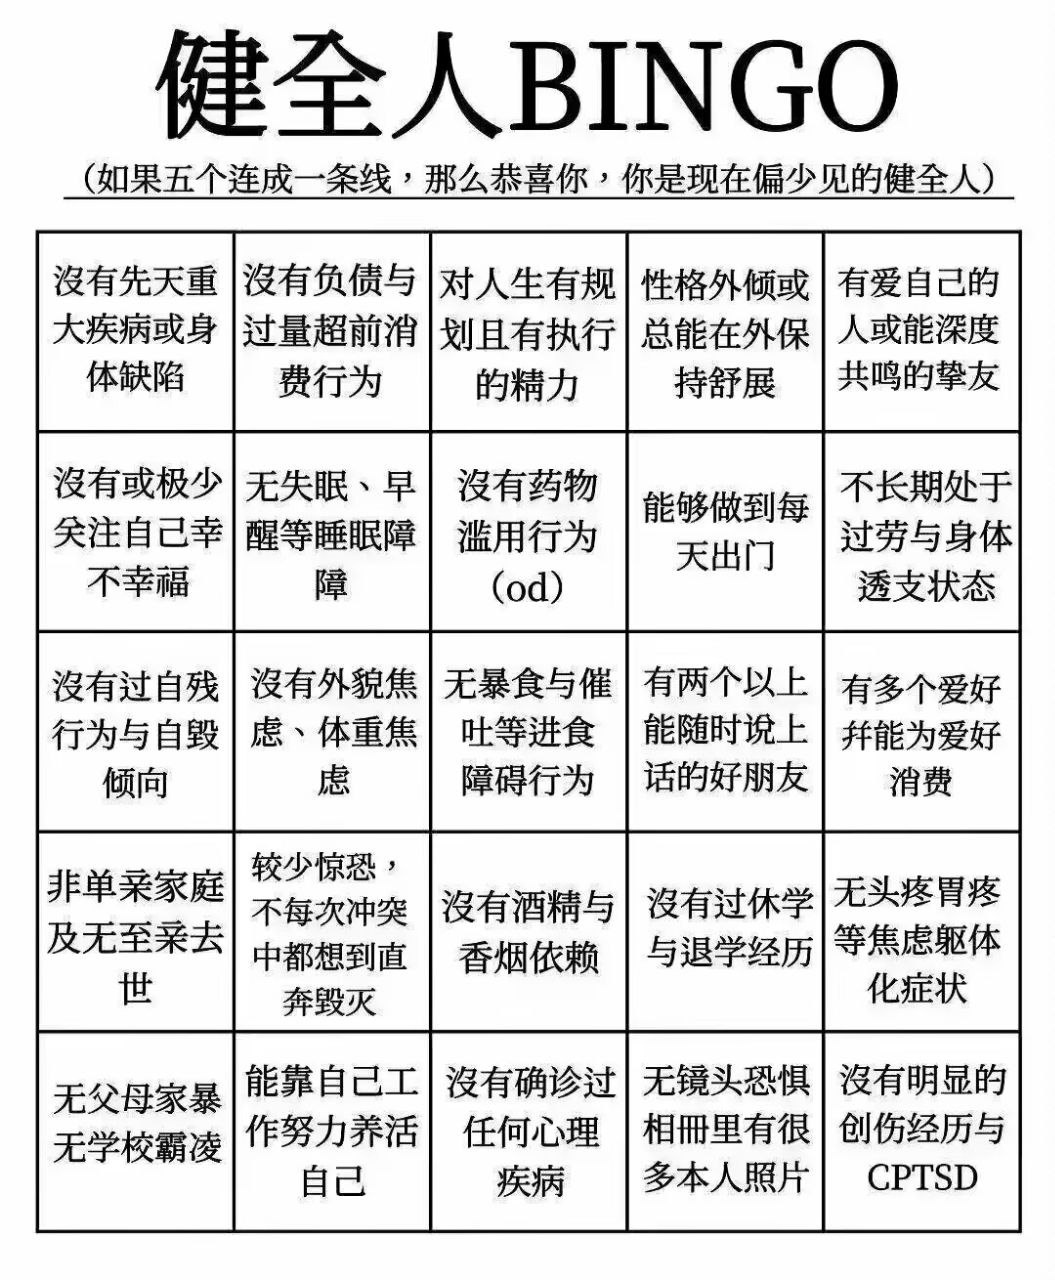 健全人BINGO
（如果五个连成一条线，那么恭喜你，你是现在偏少见的健全人）
沒有先天重
大疾病或身
体缺陷
沒有负债与
过量超前消
费行为
对人生有规
划且有执行
的精力
性格外倾或
总能在外保
持舒展
有爱自己的
人或能深度
共鸣的挚友
沒有或极少
关注自己幸
不幸福
无失眠、早
醒等睡眠障
障
沒有药物
滥用行为
（od）
能够做到每
天出门
不长期处于
过劳与身体
透支状态
沒有过自残
行为与自毁
倾向
沒有外貌焦
虑、体重焦
虑
无暴食与催
吐等进食
障碍行为
有两个以上
能随时说上
话的好朋友
有多个爱好
幷能为爱好
消费
非单亲家庭
及无至亲去
世
较少惊恐，
不每次冲突
中都想到直
奔毁灭
沒有酒精与
香烟依赖
沒有过休学
与退学经历
无头疼胃疼
等焦虑躯体
化症状
无父母家暴
无学校霸凌
能靠自己工
作努力养活
自己
沒有确诊过
任何心理
疾病
无镜头恐惧
相冊里有很
多本人照片
沒有明显的
创伤经历与
CPTSD